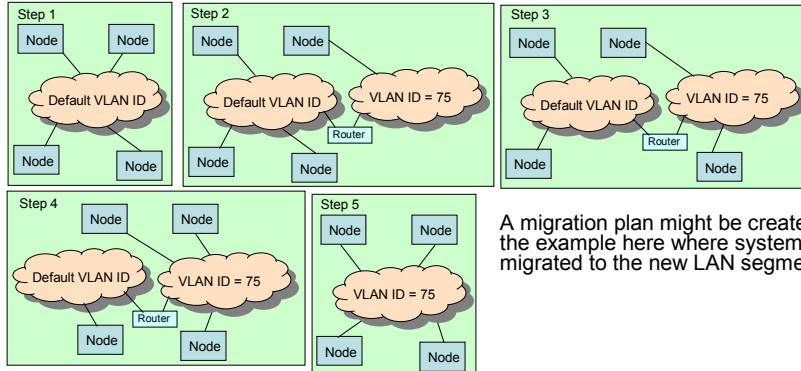 Step 1
Node
Node
Default VLAN ID
Node
Node
Step 2
Node
Node
Default VLAN ID
VLAN ID = 75
Router
Node
Node
Step 3
Node
Node
Default VLAN ID
VLAN ID = 75
Router
Node
Node
Step 4
Node
Node
Default VLAN ID
VLAN ID = 75
Router
Node
Node
Step 5
Node
Node
VLAN ID = 75
Node
Node
A migration plan might be create
the example here where system
migrated to the new LAN segme